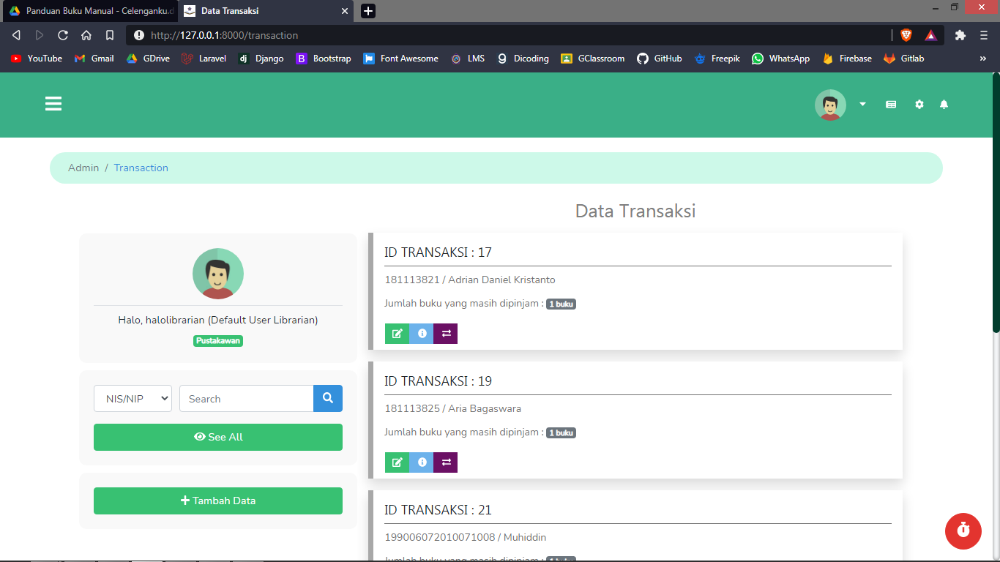 Panduan Buku Manual - Celenganku.d
Data Transaksi
http://127.0.0.1:8000/transaction
YouTube
Gmail
GDrive
Laravel
dj Django
B Bootstrap
Font Awesome
LMS
Dicoding
GClassroom
GitHub
Freepik
WhatsApp
Firebase
Gitlab
Admin / Transaction
Data Transaksi
Halo, halolibrarian (Default User Librarian)
Pustakawan
NIS/NIP
Search
See All
Tambah Data
ID TRANSAKSI : 17
181113821 / Adrian Daniel Kristanto
Jumlah buku yang masih dipinjam : 1 buku
ID TRANSAKSI : 19
181113825 / Aria Bagaswara
Jumlah buku yang masih dipinjam : 1 buku
ID TRANSAKSI : 21
199006072010071008 / Muhiddin
Jumlah buku yang masih dipinjam : 1 buku